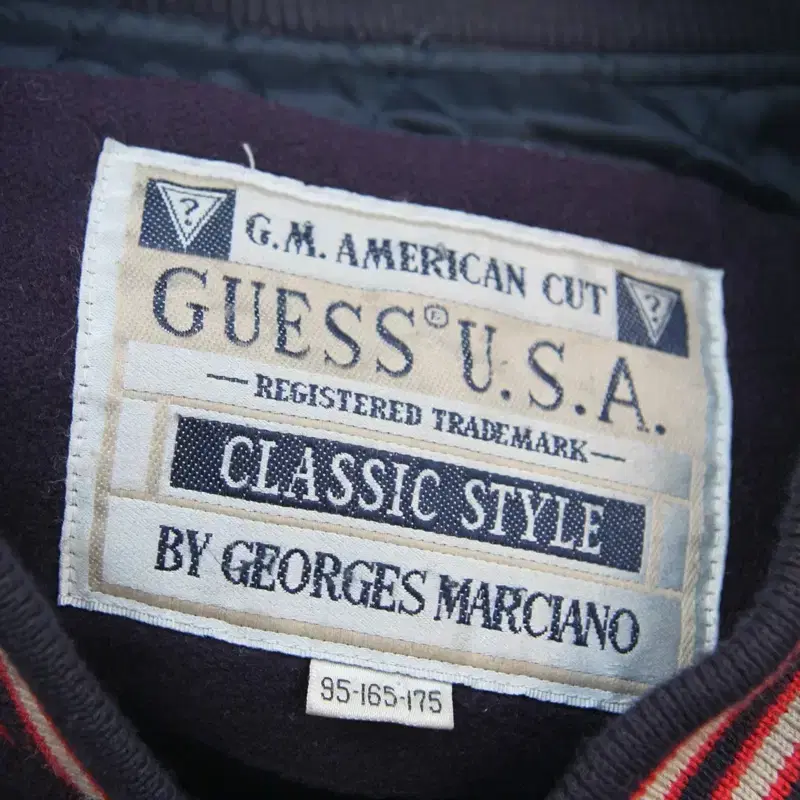 ? G.M. AMERICAN CUT ?
GUESS® U.S.A.
— REGISTERED TRADEMARK —
CLASSIC STYLE
BY GEORGES MARCIANO
95-165-175